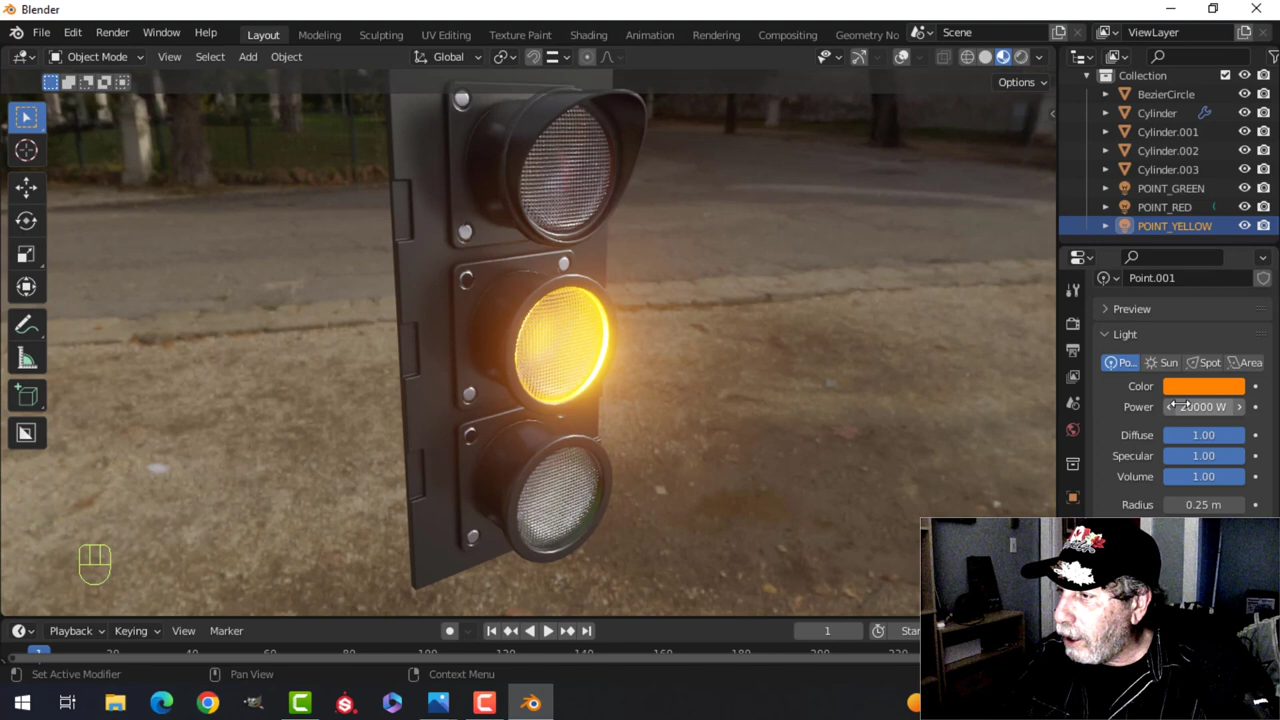 Blender
File Edit Render Window Help
Layout Modeling Sculpting UV Editing Texture Paint Shading Animation Rendering Compositing Geometry No
Scene ViewLayer
Object Mode View Select Add Object Global
Options
Collection
BezierCircle
Cylinder
Cylinder.001
Cylinder.002
Cylinder.003
POINT_GREEN
POINT_RED
POINT_YELLOW
Point.001
Preview
Light
Po... Sun Spot Area
Color
Power 20000 W
Diffuse 1.00
Specular 1.00
Volume 1.00
Radius 0.25 m
Playback Keying View Marker 1 Star
Set Active Modifier Pan View Context Menu